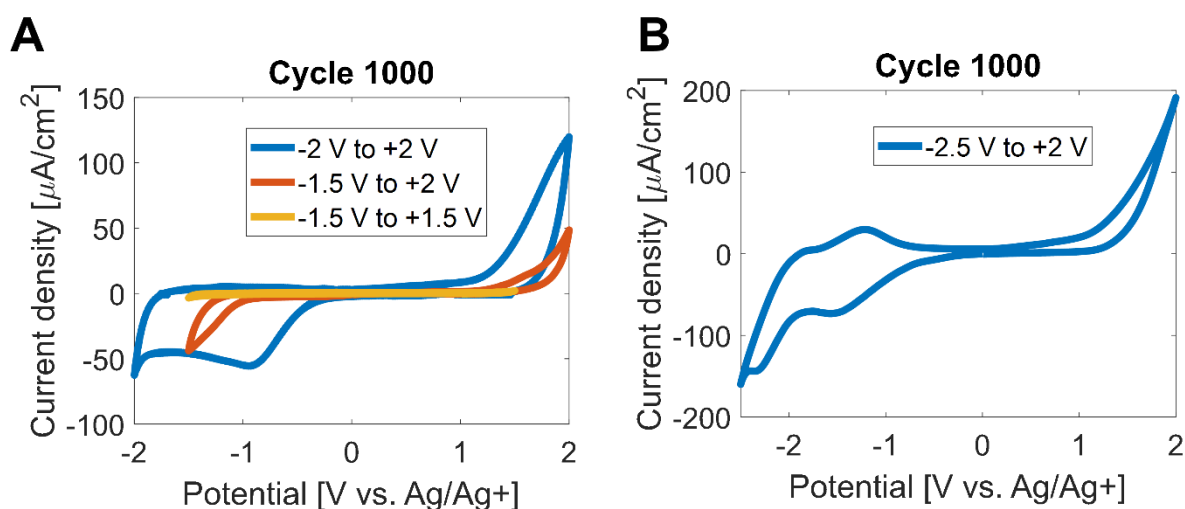 A
Cycle 1000
Current density [μA/cm²]
150
100
50
0
-50
-100
-2 V to +2 V
-1.5 V to +2 V
-1.5 V to +1.5 V
-2 -1 0 1 2
Potential [V vs. Ag/Ag+]
B
Cycle 1000
Current density [μA/cm²]
200
100
0
-100
-200
-2.5 V to +2 V
-2 -1 0 1 2
Potential [V vs. Ag/Ag+]